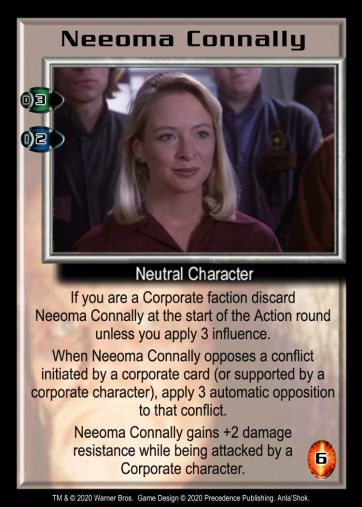 Neeoma Connally
3
2
Neutral Character
If you are a Corporate faction discard
Neeoma Connally at the start of the Action round
unless you apply 3 influence.
When Neeoma Connally opposes a conflict
initiated by a corporate card (or supported by a
corporate character), apply 3 automatic opposition
to that conflict.
Neeoma Connally gains +2 damage
resistance while being attacked by a
Corporate character.
6
TM & © 2020 Warner Bros. Game Design © 2020 Precedence Publishing. Anla'Shok.